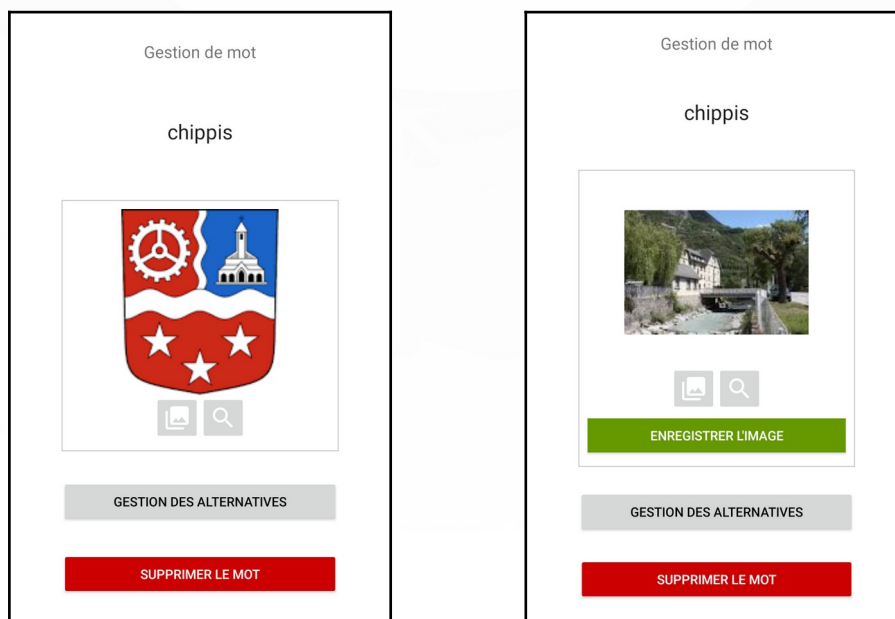 Gestion de mot
chippis
GESTION DES ALTERNATIVES
SUPPRIMER LE MOT
Gestion de mot
chippis
ENREGISTRER L'IMAGE
GESTION DES ALTERNATIVES
SUPPRIMER LE MOT